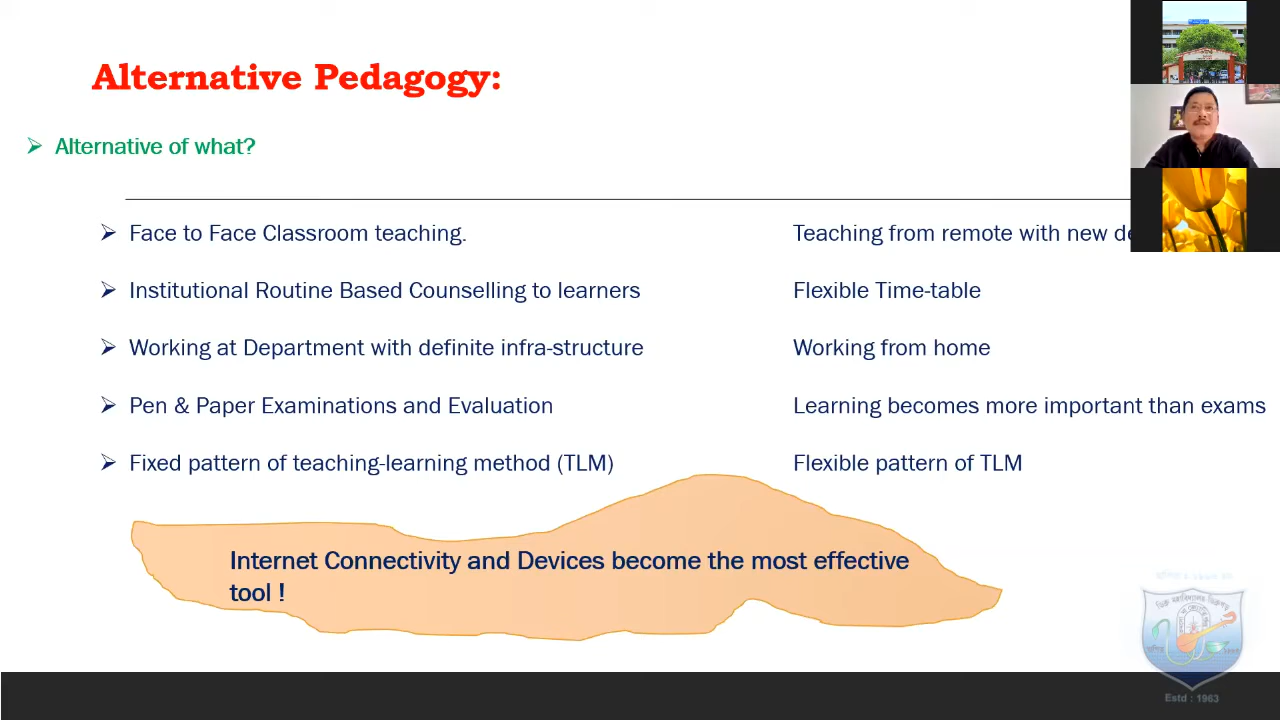 Alternative Pedagogy:
➢ Alternative of what?
➢ Face to Face Classroom teaching. Teaching from remote with new
➢ Institutional Routine Based Counselling to learners Flexible Time-table
➢ Working at Department with definite infra-structure Working from home
➢ Pen & Paper Examinations and Evaluation Learning becomes more important than exams
➢ Fixed pattern of teaching-learning method (TLM) Flexible pattern of TLM
Internet Connectivity and Devices become the most effective
tool !
Estd : 1963